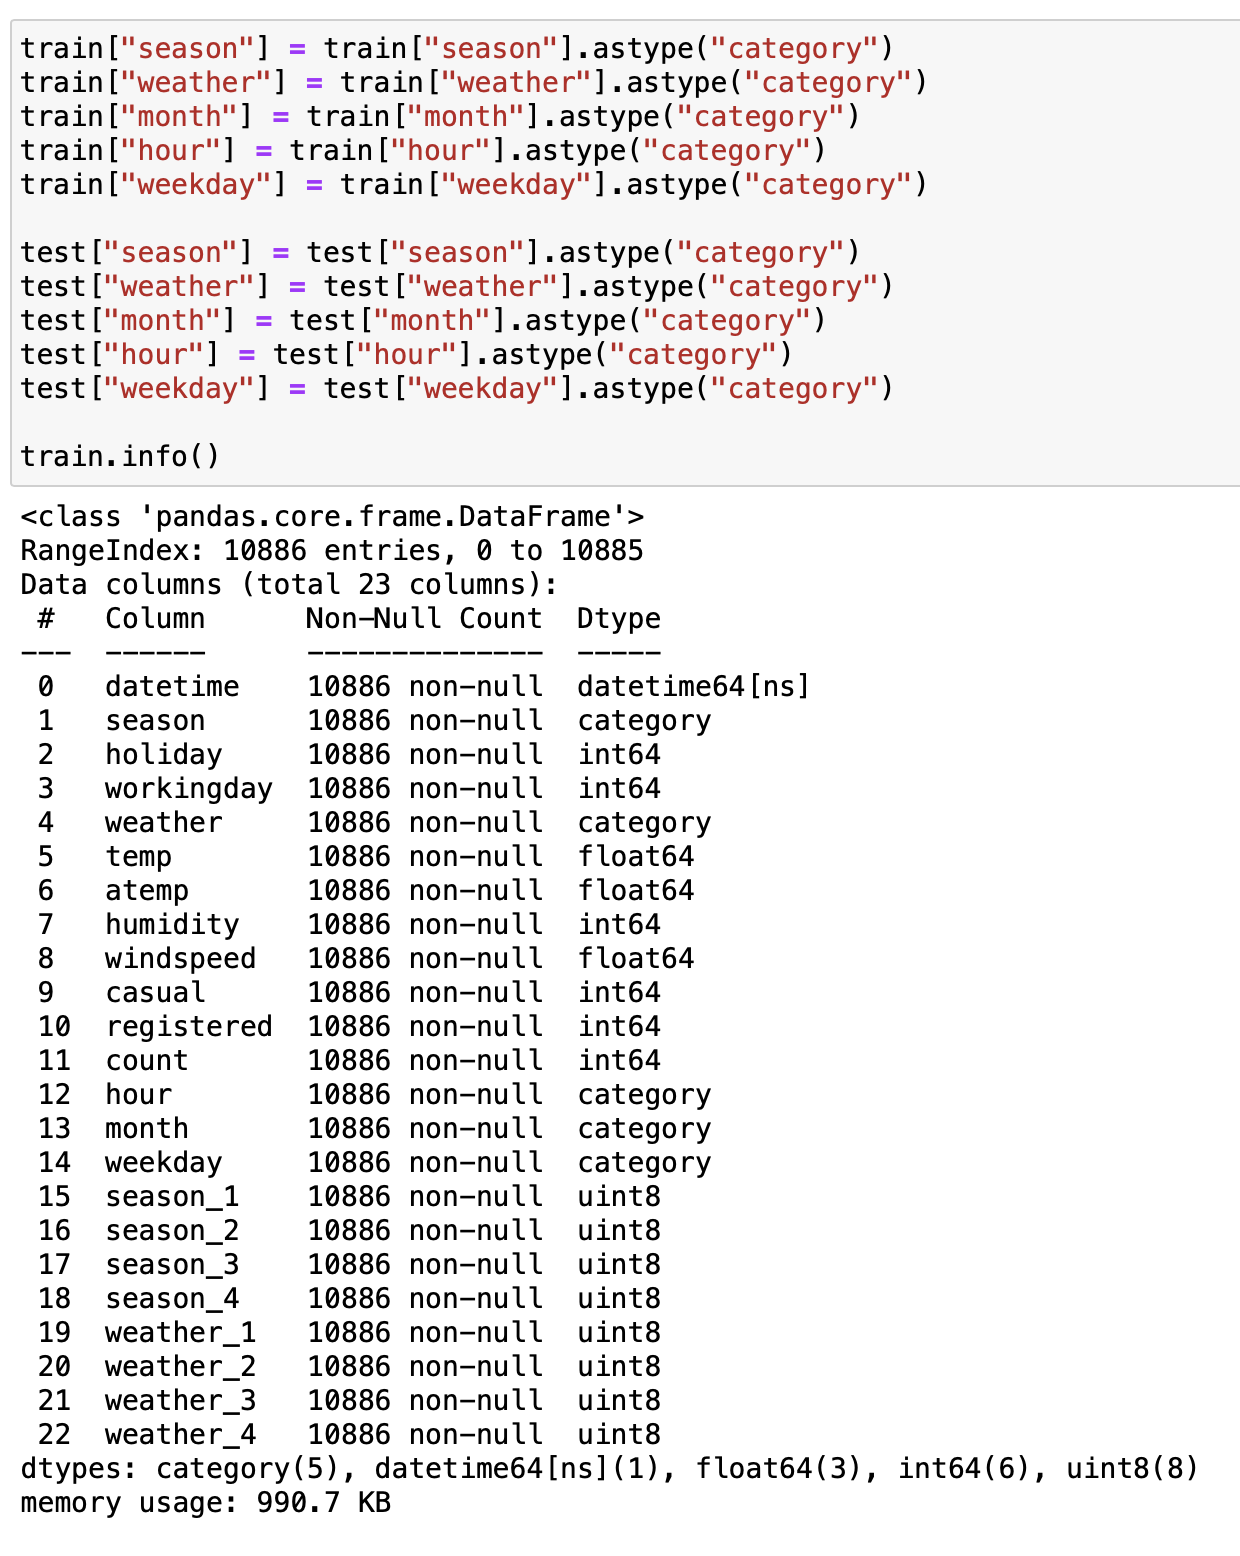 train["season"] = train["season"].astype("category")
train["weather"] = train["weather"].astype("category")
train["month"] = train["month"].astype("category")
train["hour"] = train["hour"].astype("category")
train["weekday"] = train["weekday"].astype("category")

test["season"] = test["season"].astype("category")
test["weather"] = test["weather"].astype("category")
test["month"] = test["month"].astype("category")
test["hour"] = test["hour"].astype("category")
test["weekday"] = test["weekday"].astype("category")

train.info()
<class 'pandas.core.frame.DataFrame'>
RangeIndex: 10886 entries, 0 to 10885
Data columns (total 23 columns):
 #   Column      Non-Null Count  Dtype
---  ------      --------------  -----
 0   datetime    10886 non-null  datetime64[ns]
 1   season      10886 non-null  category
 2   holiday     10886 non-null  int64
 3   workingday  10886 non-null  int64
 4   weather     10886 non-null  category
 5   temp        10886 non-null  float64
 6   atemp       10886 non-null  float64
 7   humidity    10886 non-null  int64
 8   windspeed   10886 non-null  float64
 9   casual      10886 non-null  int64
 10  registered  10886 non-null  int64
 11  count       10886 non-null  int64
 12  hour        10886 non-null  category
 13  month       10886 non-null  category
 14  weekday     10886 non-null  category
 15  season_1    10886 non-null  uint8
 16  season_2    10886 non-null  uint8
 17  season_3    10886 non-null  uint8
 18  season_4    10886 non-null  uint8
 19  weather_1   10886 non-null  uint8
 20  weather_2   10886 non-null  uint8
 21  weather_3   10886 non-null  uint8
 22  weather_4   10886 non-null  uint8
dtypes: category(5), datetime64[ns](1), float64(3), int64(6), uint8(8)
memory usage: 990.7 KB